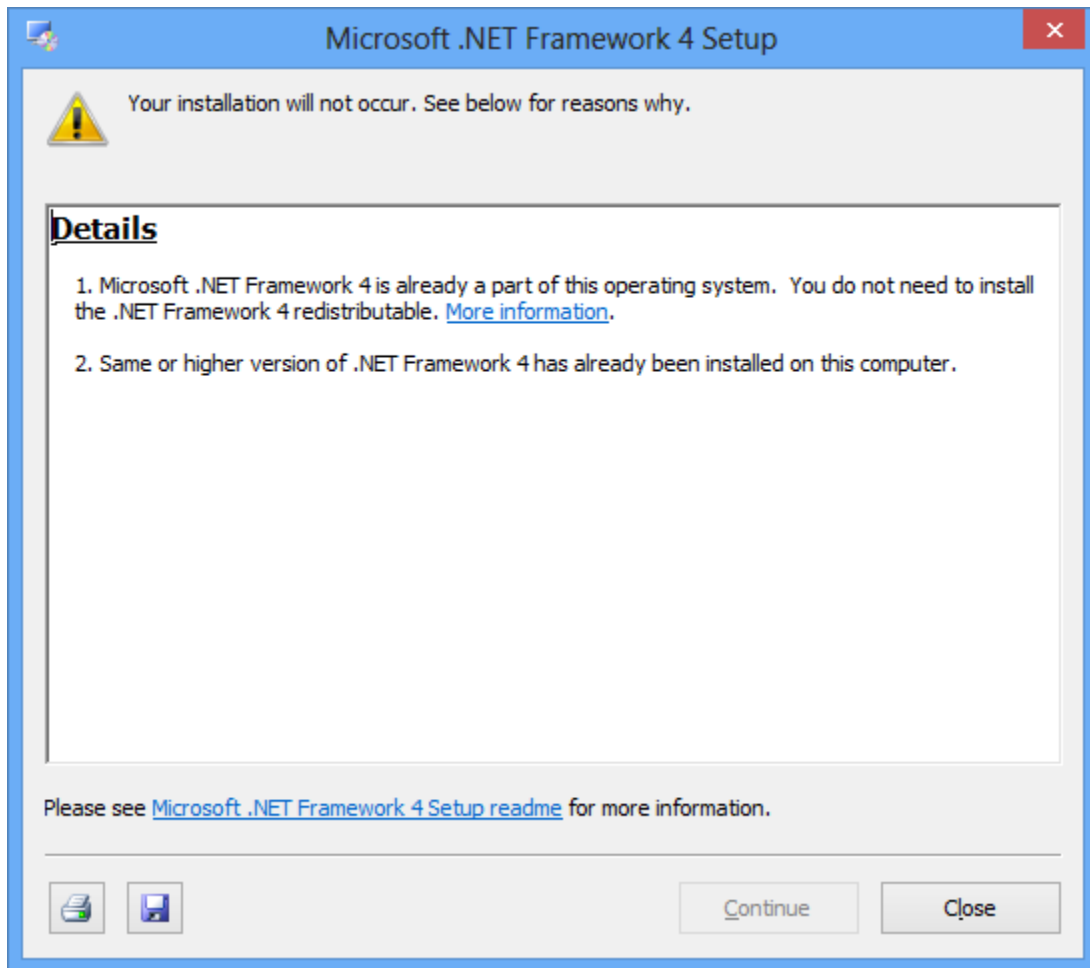 Microsoft .NET Framework 4 Setup
Your installation will not occur. See below for reasons why.
Details
1. Microsoft .NET Framework 4 is already a part of this operating system.  You do not need to install
the .NET Framework 4 redistributable. More information.
2. Same or higher version of .NET Framework 4 has already been installed on this computer.
Please see Microsoft .NET Framework 4 Setup readme for more information.
Continue
Close